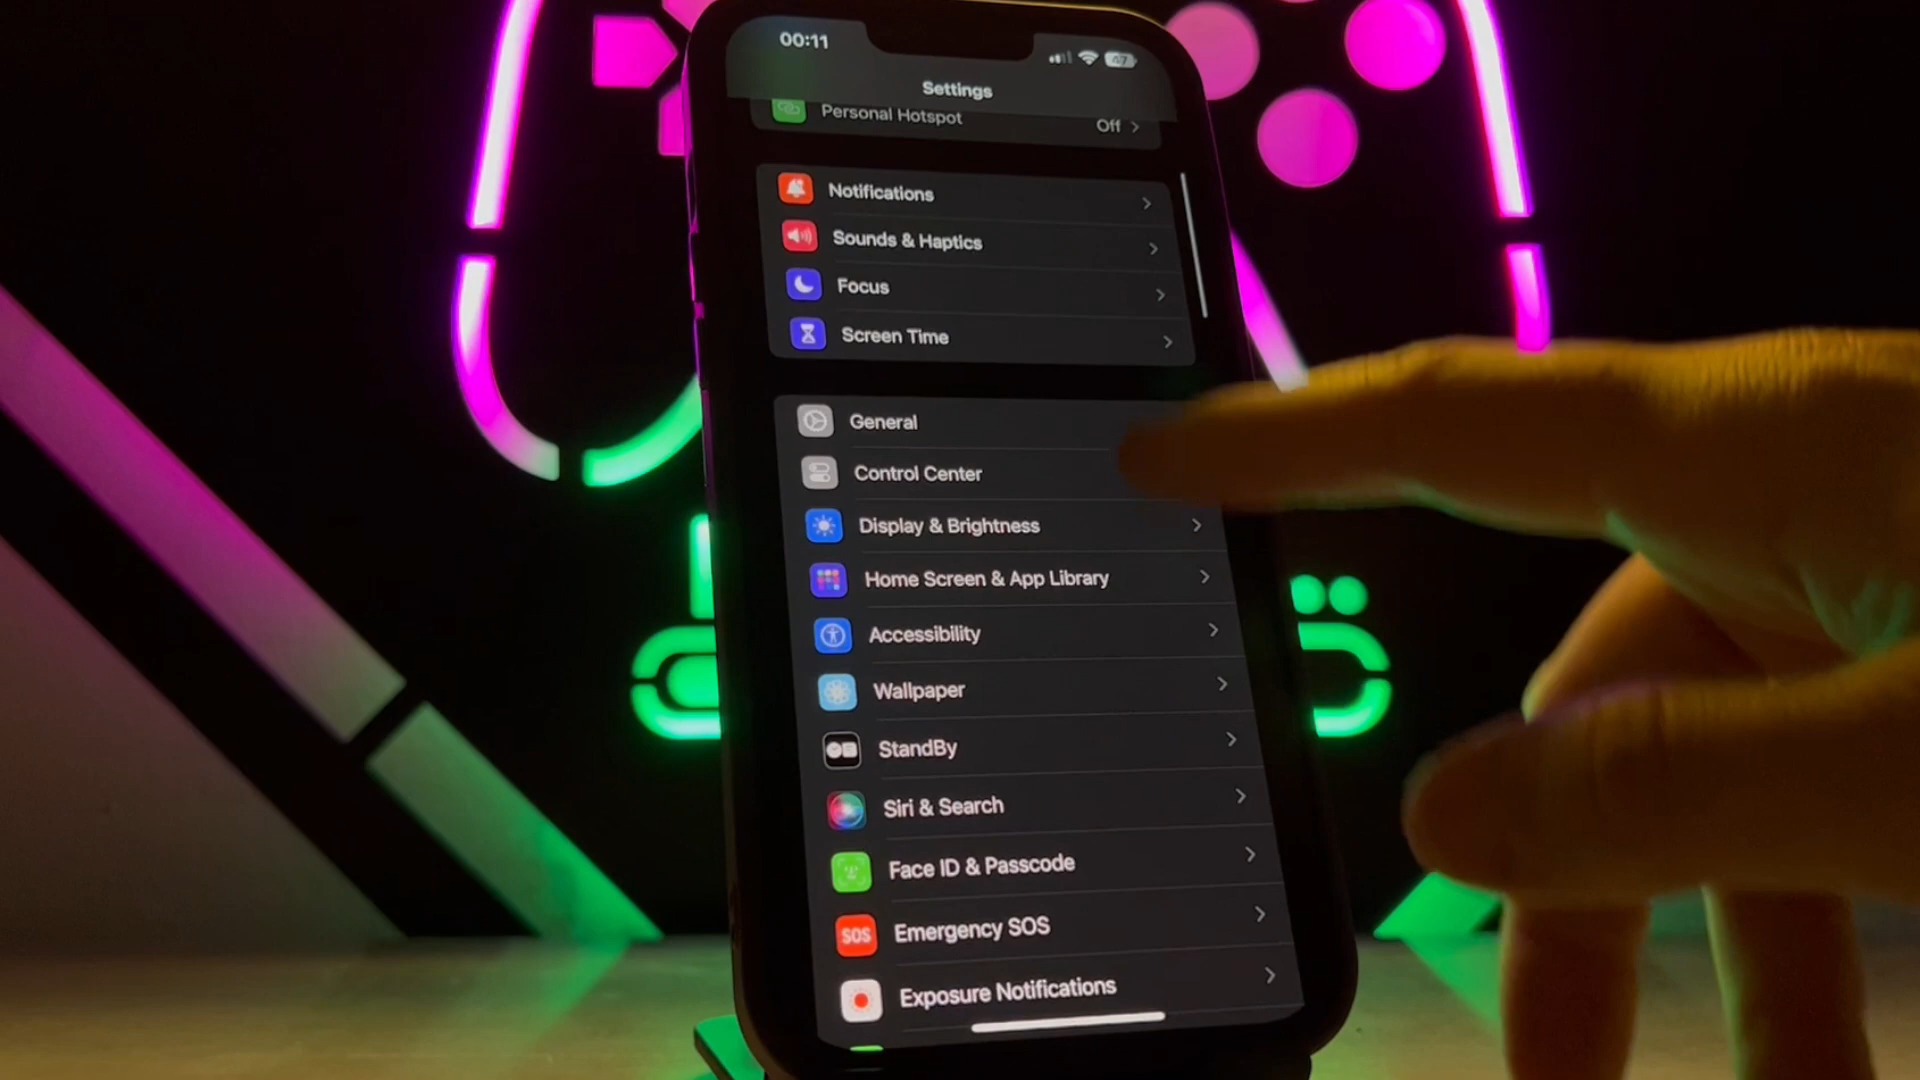 00:11
47
Settings
Personal Hotspot
Off
Notifications
Sounds & Haptics
Focus
Screen Time
General
Control Center
Display & Brightness
Home Screen & App Library
Accessibility
Wallpaper
StandBy
Siri & Search
Face ID & Passcode
SOS
Emergency SOS
Exposure Notifications